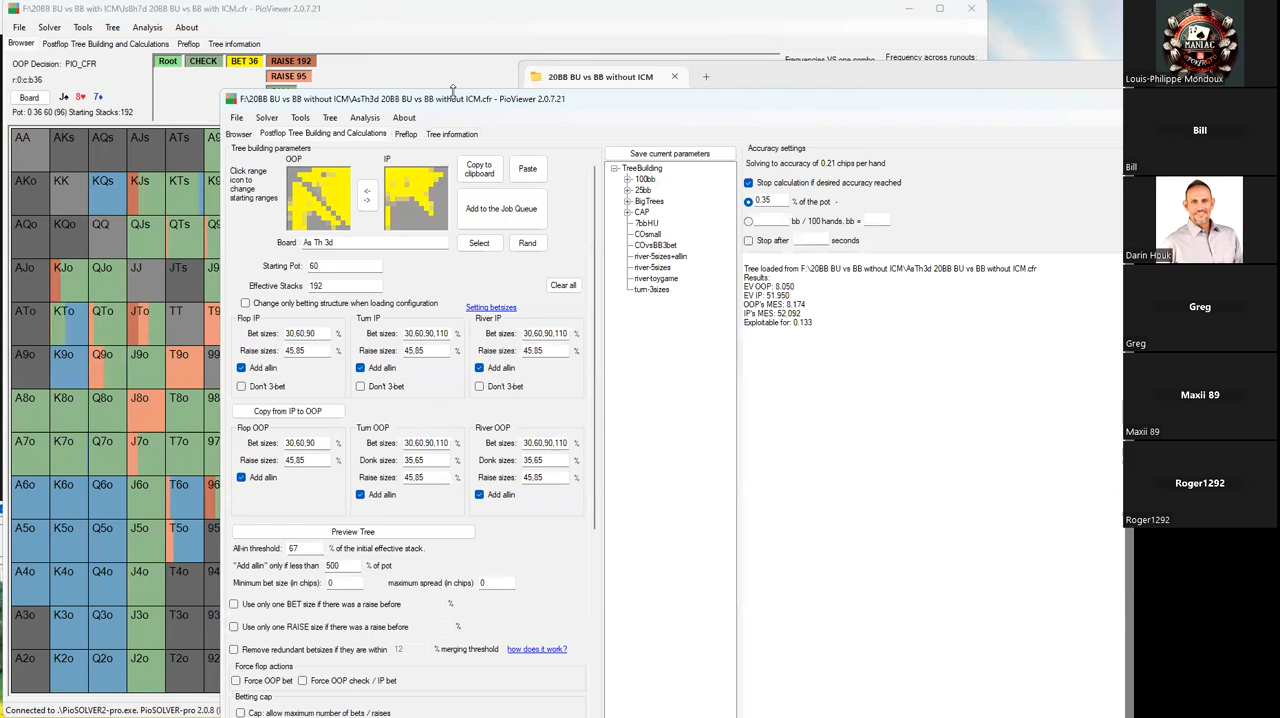 F:\20BB BU vs BB with ICM\Js8h7d 20BB BU vs BB with ICM.cfr - PioViewer 2.0.7.21
File Solver Tools Tree Analysis About
Browser Postflop Tree Building and Calculations Preflop Tree information
OOP Decision: PIO_CFR
r:0:c:b36
Board J♠ 8♥ 7♦
Pot: 0 36 60 (96) Starting Stacks:192
Root CHECK BET 36 RAISE 192
RAISE 95
Frequencies VS one combo
Frequency across runouts
20BB BU vs BB without ICM
F:\20BB BU vs BB without ICM\AsTh3d 20BB BU vs BB without ICM.cfr - PioViewer 2.0.7.21
File Solver Tools Tree Analysis About
Browser Postflop Tree Building and Calculations Preflop Tree information
Tree building parameters
OOP IP
Click range icon to change starting ranges
<-
->
Copy to clipboard
Paste
Add to the Job Queue
Board As Th 3d
Select Rand
Starting Pot: 60
Effective Stacks 192
Clear all
Change only betting structure when loading configuration
Setting betsizes
Flop IP Turn IP River IP
Bet sizes: 30,60,90 % Bet sizes: 30,60,90,110 % Bet sizes: 30,60,90,110 %
Raise sizes: 45,85 % Raise sizes: 45,85 % Raise sizes: 45,85 %
Add allin Add allin Add allin
Don't 3-bet Don't 3-bet Don't 3-bet
Copy from IP to OOP
Flop OOP Turn OOP River OOP
Bet sizes: 30,60,90 % Bet sizes: 30,60,90,110 % Bet sizes: 30,60,90,110 %
Raise sizes: 45,85 % Donk sizes: 35,65 % Donk sizes: 35,65 %
Add allin Raise sizes: 45,85 % Raise sizes: 45,85 %
Add allin Add allin
Preview Tree
All-in threshold: 67 % of the initial effective stack.
"Add allin" only if less than 500 % of pot
Minimum bet size (in chips): 0 maximum spread (in chips) 0
Use only one BET size if there was a raise before %
Use only one RAISE size if there was a raise before %
Remove redundant betsizes if they are within 12 % merging threshold how does it work?
Force flop actions
Force OOP bet Force OOP check / IP bet
Betting cap
Cap: allow maximum number of bets / raises
Save current parameters
TreeBuilding
100bb
25bb
BigTrees
CAP
7bbHU
COsmall
COvsBB3bet
river-5sizes+allin
river-5sizes
river-toygame
turn-3sizes
Accuracy settings
Solving to accuracy of 0.21 chips per hand
Stop calculation if desired accuracy reached
0.35 % of the pot -
bb / 100 hands. bb =
Stop after seconds
Tree loaded from F:\20BB BU vs BB without ICM\AsTh3d 20BB BU vs BB without ICM.cfr
Results:
EV OOP: 8.050
EV IP: 51.950
OOP's MES: 8.174
IP's MES: 52.092
Exploitable for: 0.133
AA AKs AQs AJs ATs A9
AKo KK KQs KJs KTs K9
AQo KQo QQ QJs QTs Q9
AJo KJo QJo JJ JTs J9
ATo KTo QTo JTo TT T9
A9o K9o Q9o J9o T9o 99
A8o K8o Q8o J8o T8o 98
A7o K7o Q7o J7o T7o 97
A6o K6o Q6o J6o T6o 96
A5o K5o Q5o J5o T5o 95
A4o K4o Q4o J4o T4o 94
A3o K3o Q3o J3o T3o 93
A2o K2o Q2o J2o T2o 92
Connected to .\PioSOLVER2-pro.exe. PioSOLVER-pro 2.0.8 (
MANIAC
Louis-Philippe Mondoux
Bill
Bill
Darin Houk
Greg
Greg
Maxii 89
Maxii 89
Roger1292
Roger1292